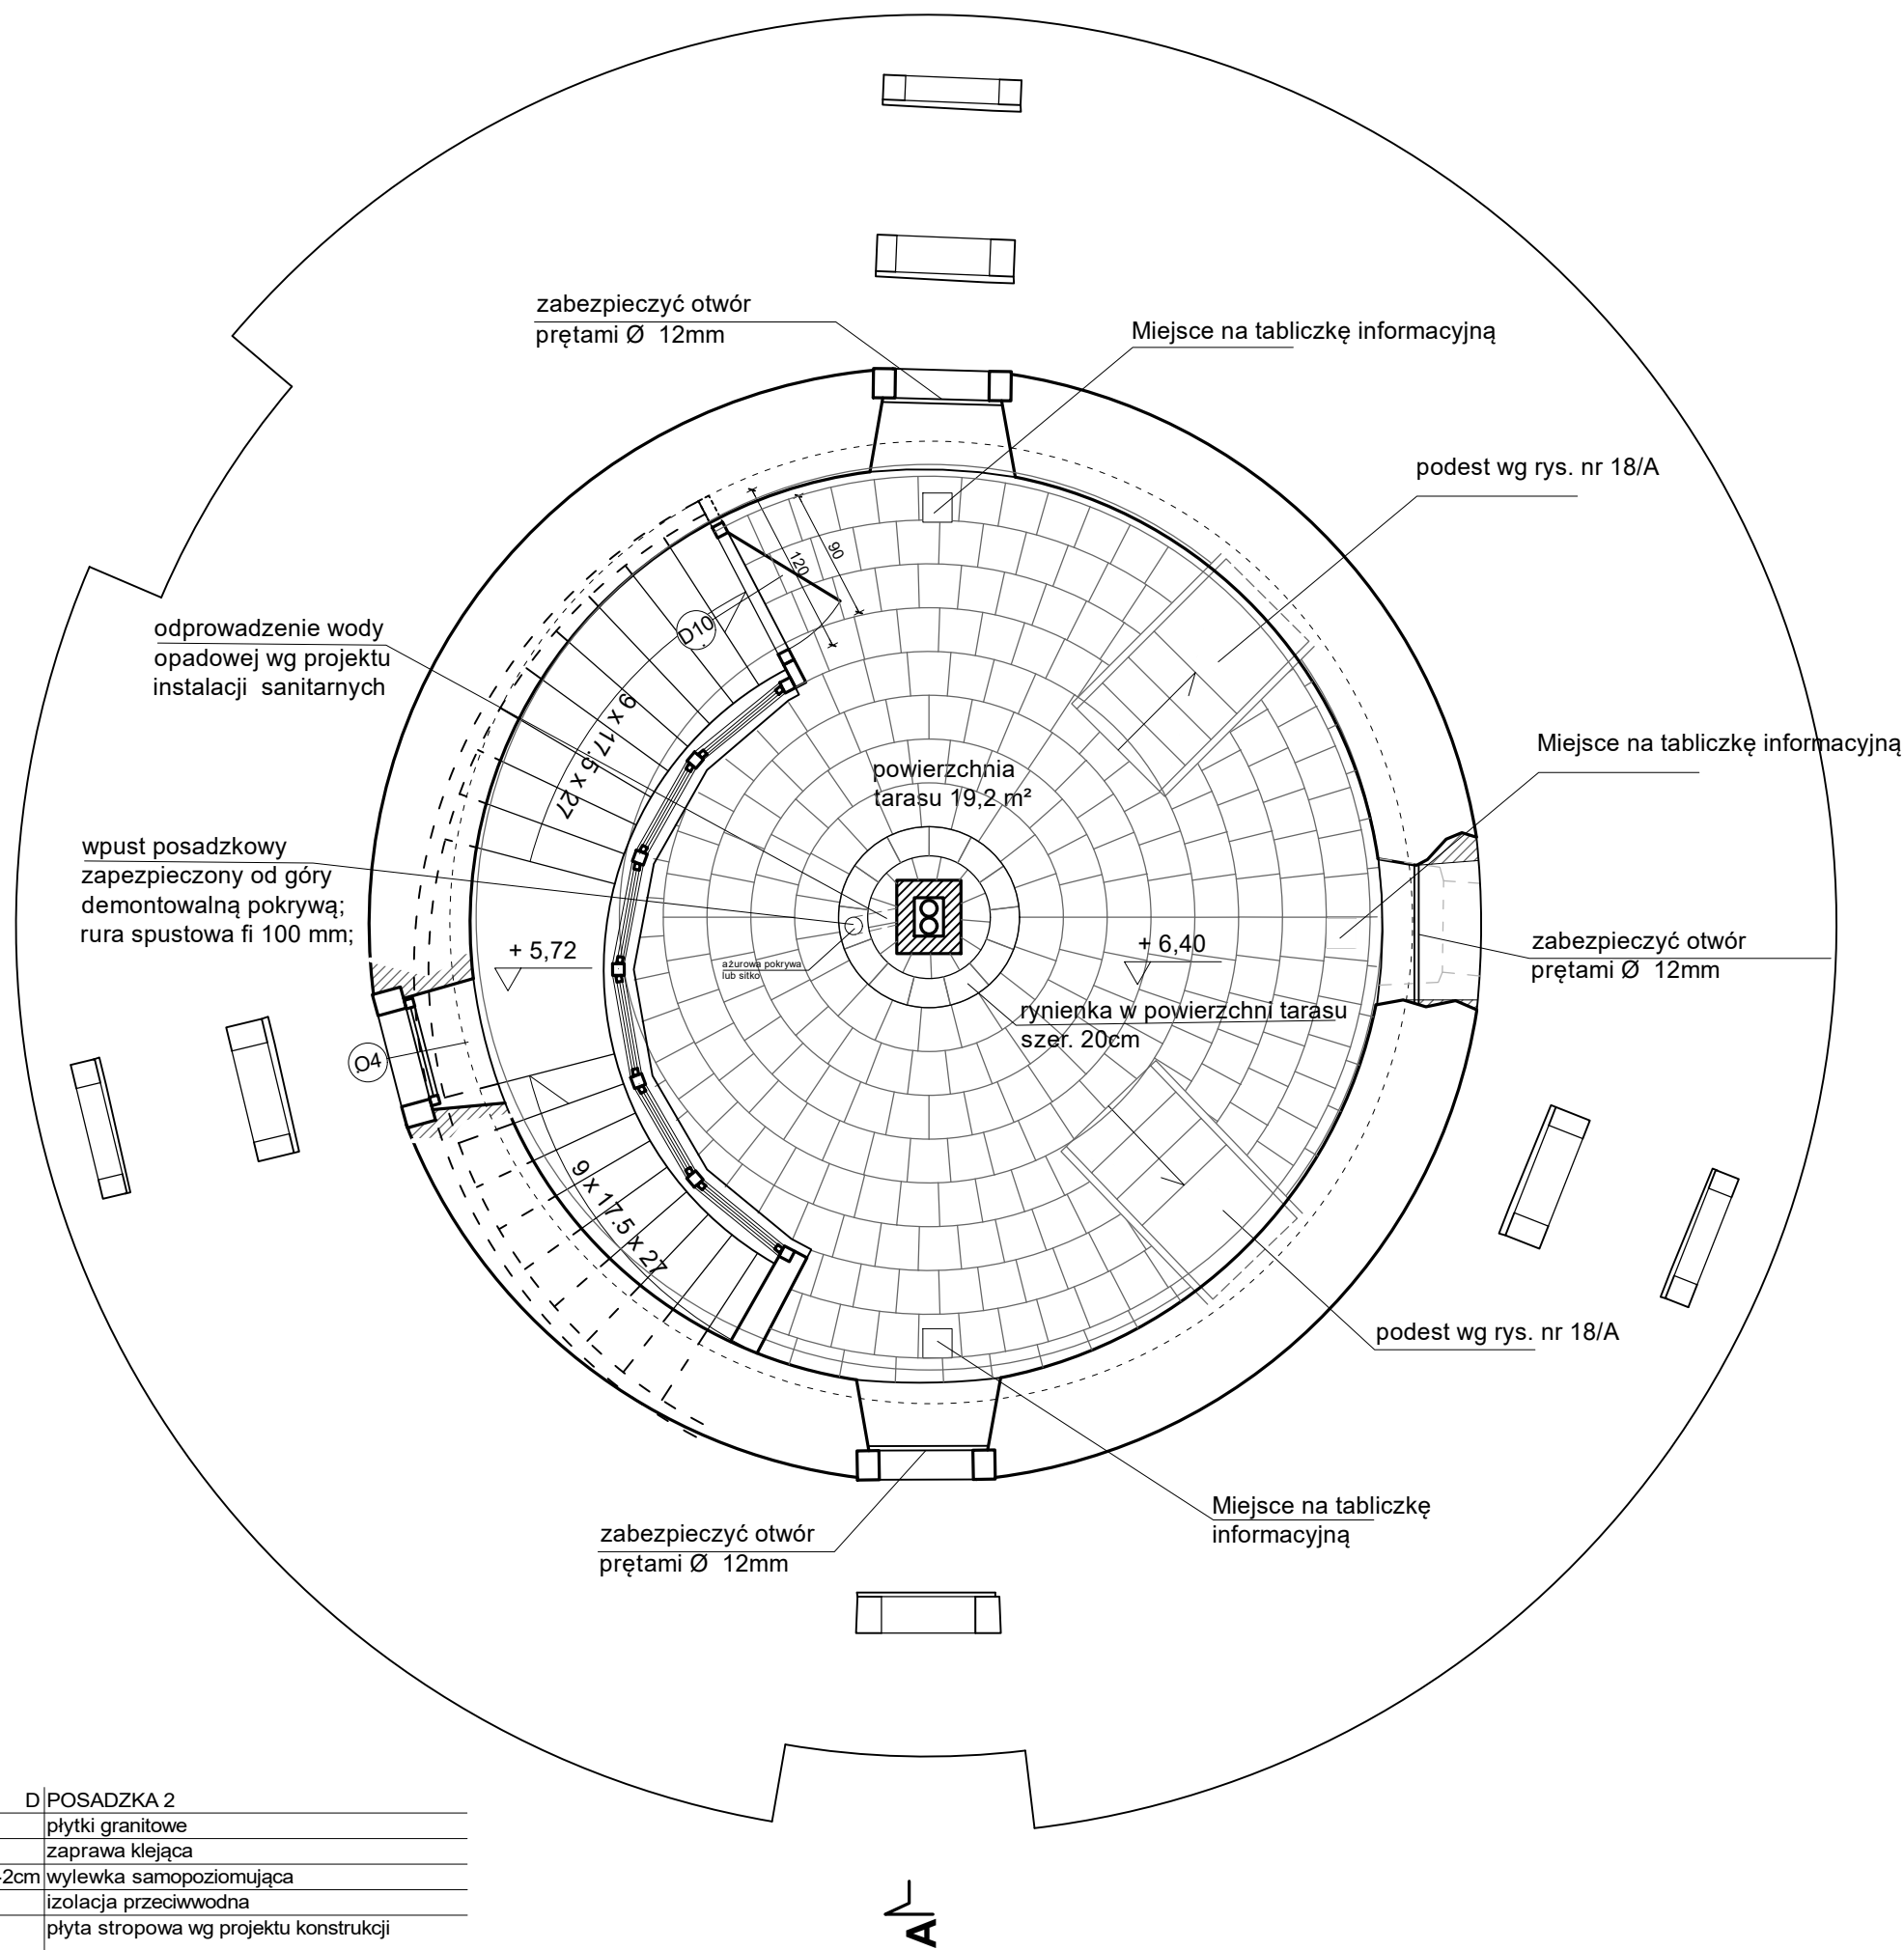 zabezpieczyć otwór
prętami Ø 12mm
Miejsce na tabliczkę informacyjną
podest wg rys. nr 18/A
90
120
D10
odprowadzenie wody
opadowej wg projektu
instalacji sanitarnych
9 x 17.5 x 27
Miejsce na tabliczkę informacyjną
powierzchnia
tarasu 19,2 m²
wpust posadzkowy
zapezpieczony od góry
demontowalną pokrywą;
rura spustowa fi 100 mm;
+ 5,72
+ 6,40
ażurowa pokrywa
lub sitko
zabezpieczyć otwór
prętami Ø 12mm
rynienka w powierzchni tarasu
szer. 20cm
O4
9 x 17.5 x 27
podest wg rys. nr 18/A
Miejsce na tabliczkę
informacyjną
zabezpieczyć otwór
prętami Ø 12mm
D POSADZKA 2
płytki granitowe
zaprawa klejąca
-2cm wylewka samopoziomująca
izolacja przeciwwodna
płyta stropowa wg projektu konstrukcji
A